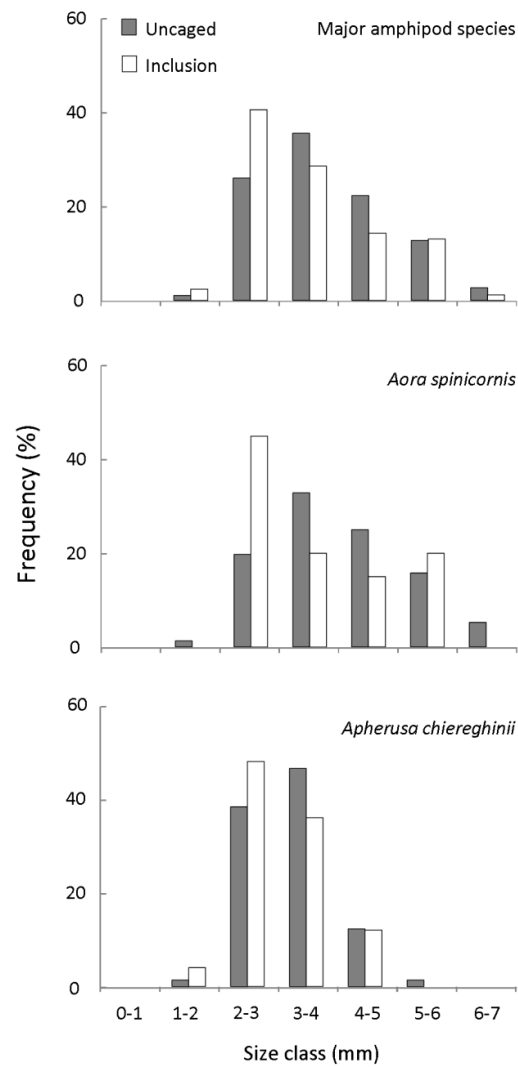 60
Uncaged
Major amphipod species
Inclusion
40
20
0
60
Aora spinicornis
40
20
0
Frequency (%)
60
Apherusa chiereghinii
40
20
0
0-1 1-2 2-3 3-4 4-5 5-6 6-7
Size class (mm)